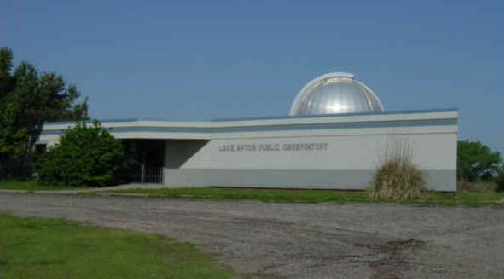 LAKE AFTON PUBLIC OBSERVATORY